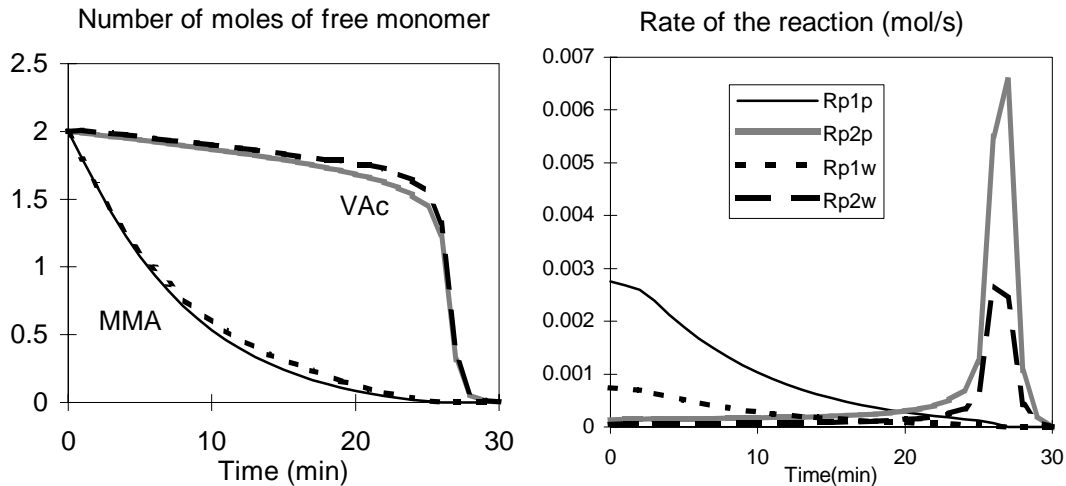 Number of moles of free monomer
2.5
2
1.5
1
0.5
0
VAc
MMA
0
10
20
30
Time (min)
Rate of the reaction (mol/s)
0.007
0.006
0.005
0.004
0.003
0.002
0.001
0
Rp1p
Rp2p
Rp1w
Rp2w
0
10
20
30
Time(min)